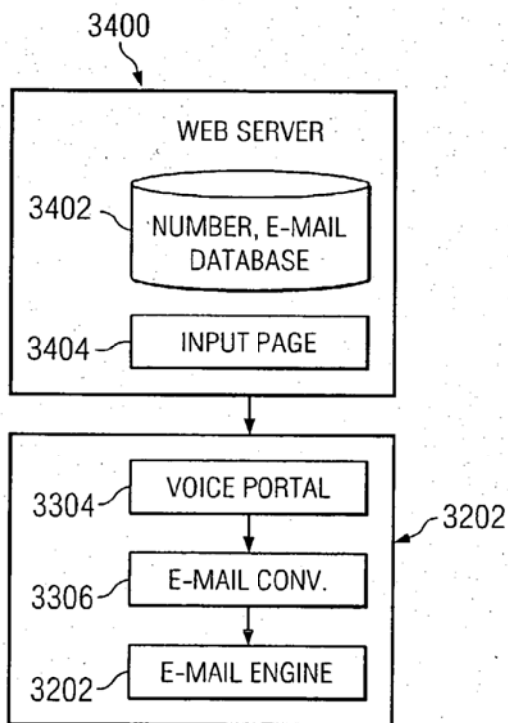 3400
WEB SERVER
3402
NUMBER, E-MAIL
DATABASE
3404
INPUT PAGE
3304
VOICE PORTAL
3202
3306
E-MAIL CONV.
3202
E-MAIL ENGINE